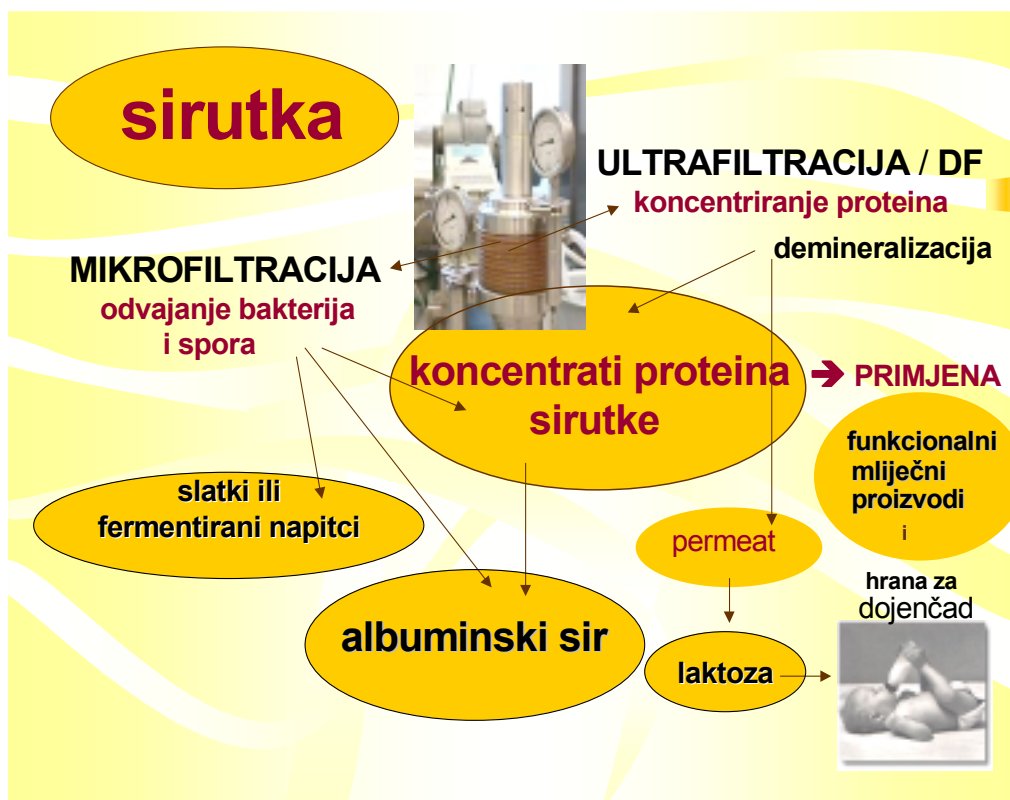 sirutka
ULTRAFILTRACIJA / DF
koncentriranje proteina
demineralizacija
MIKROFILTRACIJA
odvajanje bakterija
i spora
koncentrati proteina
sirutke
➔ PRIMJENA
funkcionalni
mliječni
proizvodi
i
hrana za
dojenčad
slatki ili
fermentirani napitci
permeat
albuminski sir
laktoza